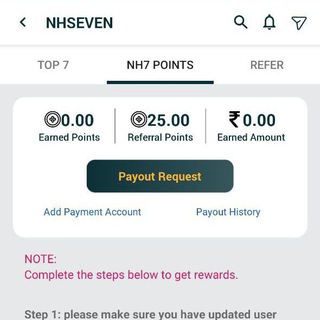 NHSEVEN
TOP 7 NH7 POINTS REFER
0.00 25.00 ₹0.00
Earned Points Referral Points Earned Amount
Payout Request
Add Payment Account Payout History
NOTE:
Complete the steps below to get rewards.
Step 1: please make sure you have updated user